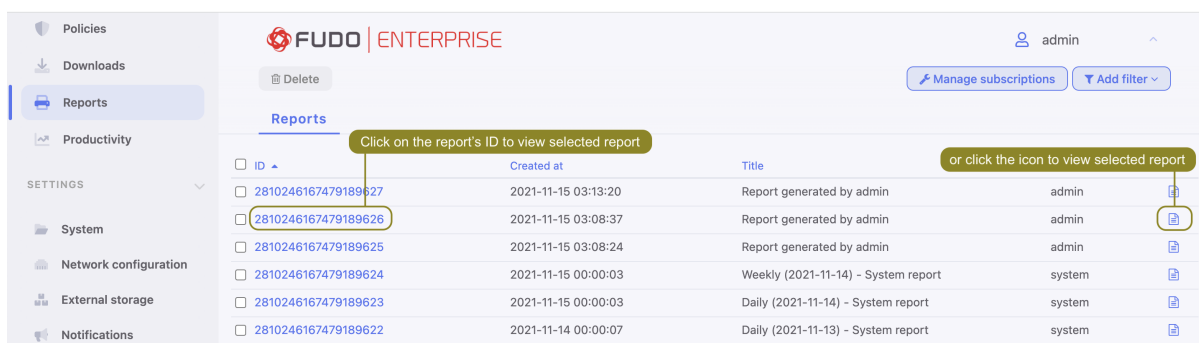 Policies
Downloads
Reports
Productivity
SETTINGS
System
Network configuration
External storage
Notifications
FUDO ENTERPRISE
admin
Delete
Manage subscriptions
Add filter
Reports
Click on the report's ID to view selected report
or click the icon to view selected report
ID Created at Title
2810246167479189627 2021-11-15 03:13:20 Report generated by admin admin
2810246167479189626 2021-11-15 03:08:37 Report generated by admin admin
2810246167479189625 2021-11-15 03:08:24 Report generated by admin admin
2810246167479189624 2021-11-15 00:00:03 Weekly (2021-11-14) - System report system
2810246167479189623 2021-11-15 00:00:03 Daily (2021-11-14) - System report system
2810246167479189622 2021-11-14 00:00:07 Daily (2021-11-13) - System report system